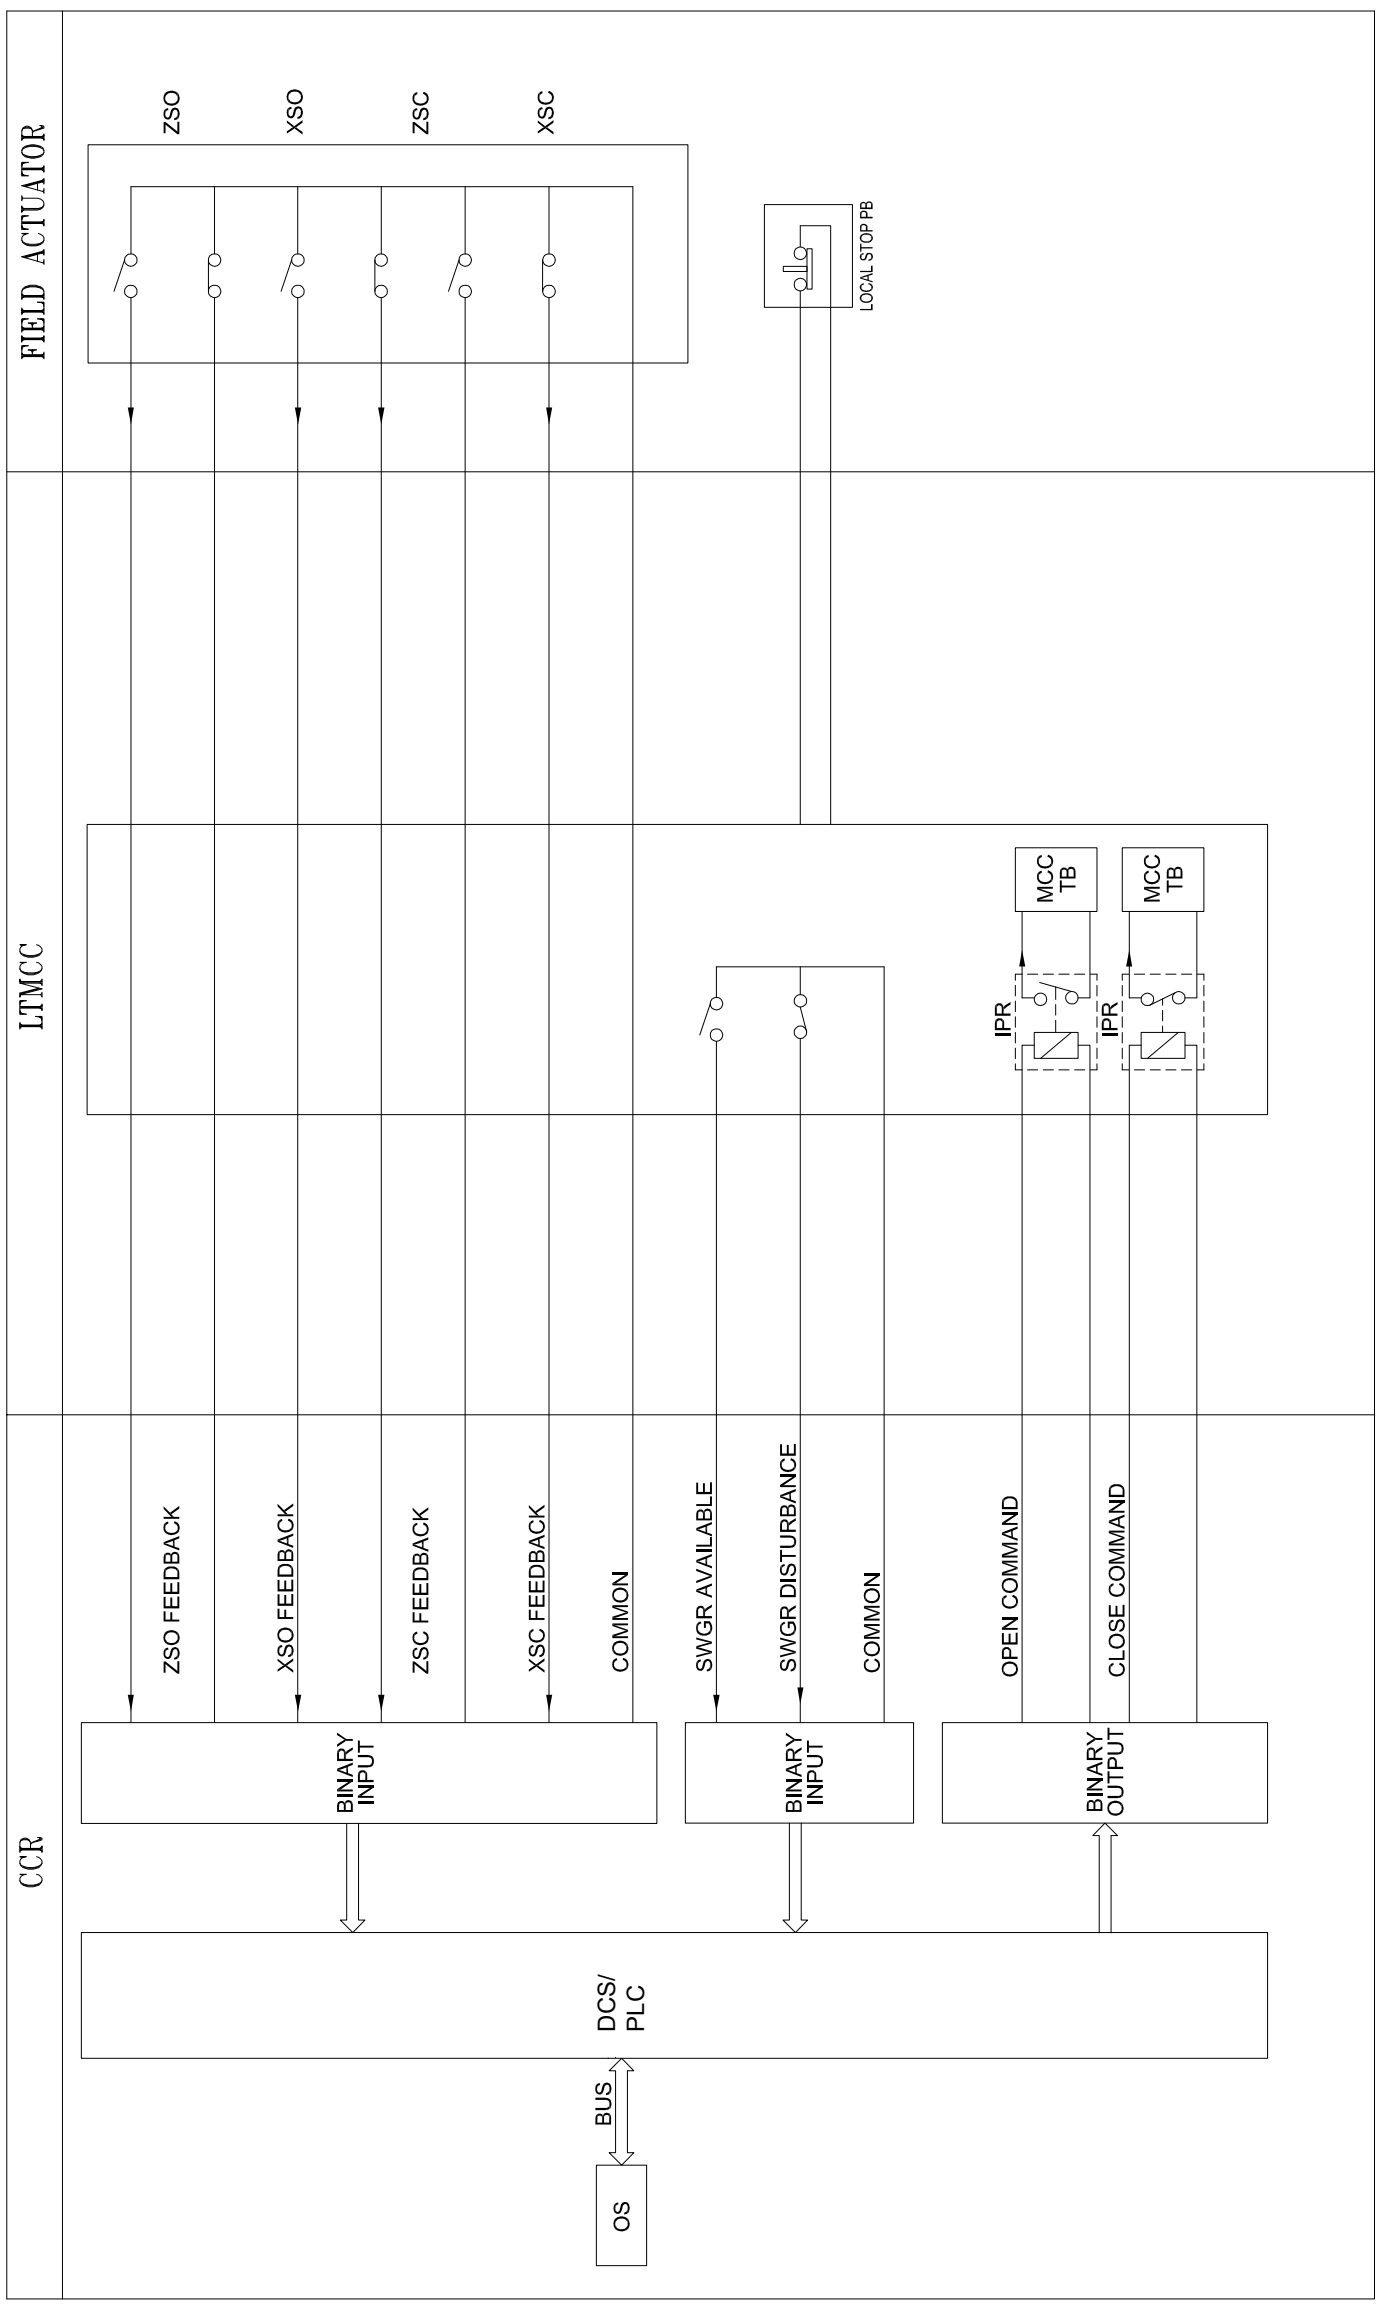 CCR
LTMCC
FIELD ACTUATOR
ZSO
XSO
ZSC
XSC
ZSO FEEDBACK
XSO FEEDBACK
ZSC FEEDBACK
XSC FEEDBACK
COMMON
BINARY
INPUT
SWGR AVAILABLE
SWGR DISTURBANCE
COMMON
BINARY
INPUT
LOCAL STOP PB
OPEN COMMAND
CLOSE COMMAND
BINARY
OUTPUT
IPR
MCC
TB
IPR
MCC
TB
OS
BUS
DCS/
PLC